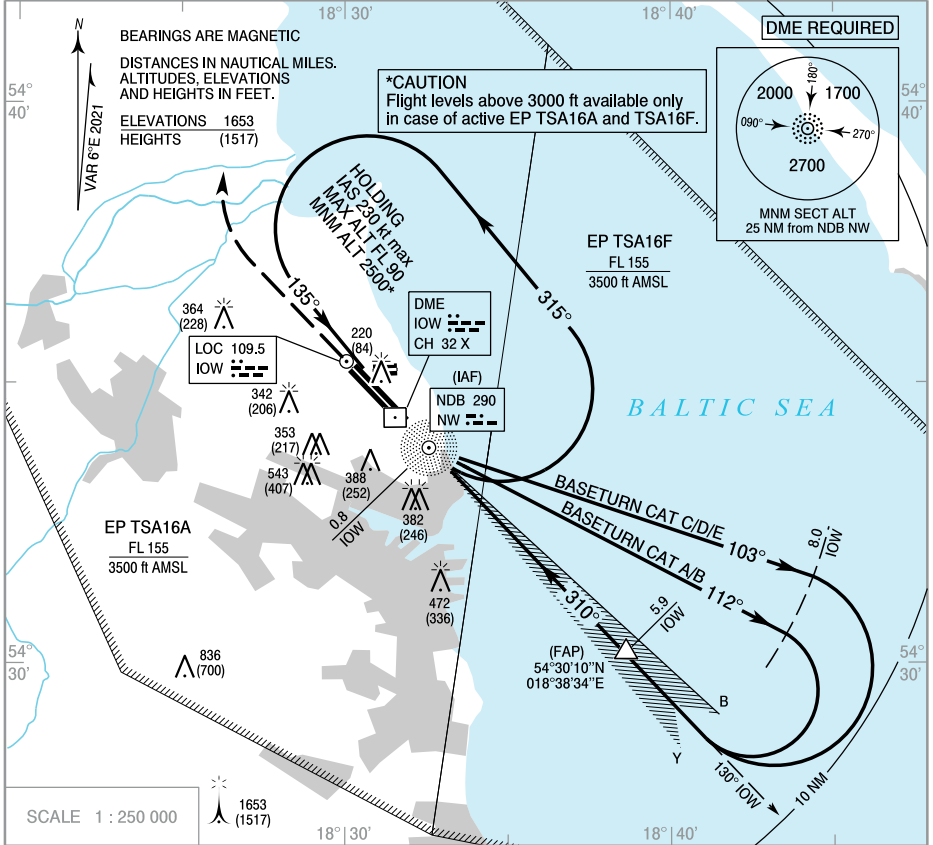 18° 30'
18° 40'
N
VAR 6°E 2021
BEARINGS ARE MAGNETIC
DISTANCES IN NAUTICAL MILES.
ALTITUDES, ELEVATIONS
AND HEIGHTS IN FEET.
ELEVATIONS 1653
HEIGHTS (1517)
*CAUTION
Flight levels above 3000 ft available only
in case of active EP TSA16A and TSA16F.
DME REQUIRED
180°
2000
1700
090°
270°
2700
MNM SECT ALT
25 NM from NDB NW
54°
40'
54°
40'
HOLDING
IAS 230 kt max
MAX ALT FL 90
MNM ALT 2500*
135°
315°
EP TSA16F
FL 155
3500 ft AMSL
364
(228)
220
(84)
DME
IOW
CH 32 X
LOC 109.5
IOW
(IAF)
NDB 290
NW
342
(206)
353
(217)
543
(407)
388
(252)
382
(246)
0.8
IOW
BALTIC SEA
BASETURN CAT C/D/E 103°
BASETURN CAT A/B 112°
8.0
IOW
EP TSA16A
FL 155
3500 ft AMSL
472
(336)
310°
5.9
IOW
(FAP)
54°30'10"N
018°38'34"E
54°
30'
54°
30'
836
(700)
B
Y
130° IOW
10 NM
1653
(1517)
SCALE 1 : 250 000
18° 30'
18° 40'